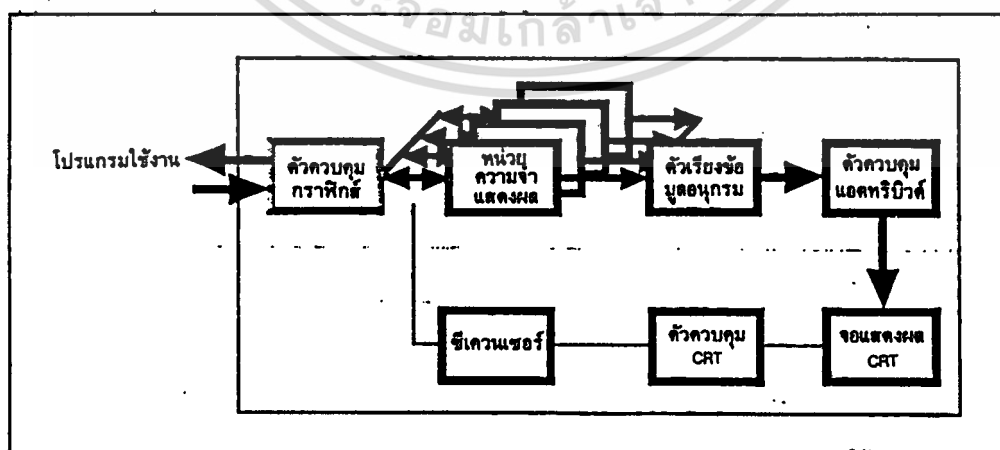 โปรแกรมใช้งาน
ตัวควบคุม
กราฟิกส์
หน่วย
ความจำ
แสดงผล
ตัวเรียงข้อ
มูลอนุกรม
ตัวควบคุม
แอตทริบิวต์
ซีเควนเซอร์
ตัวควบคุม
CRT
จอแสดงผล
CRT